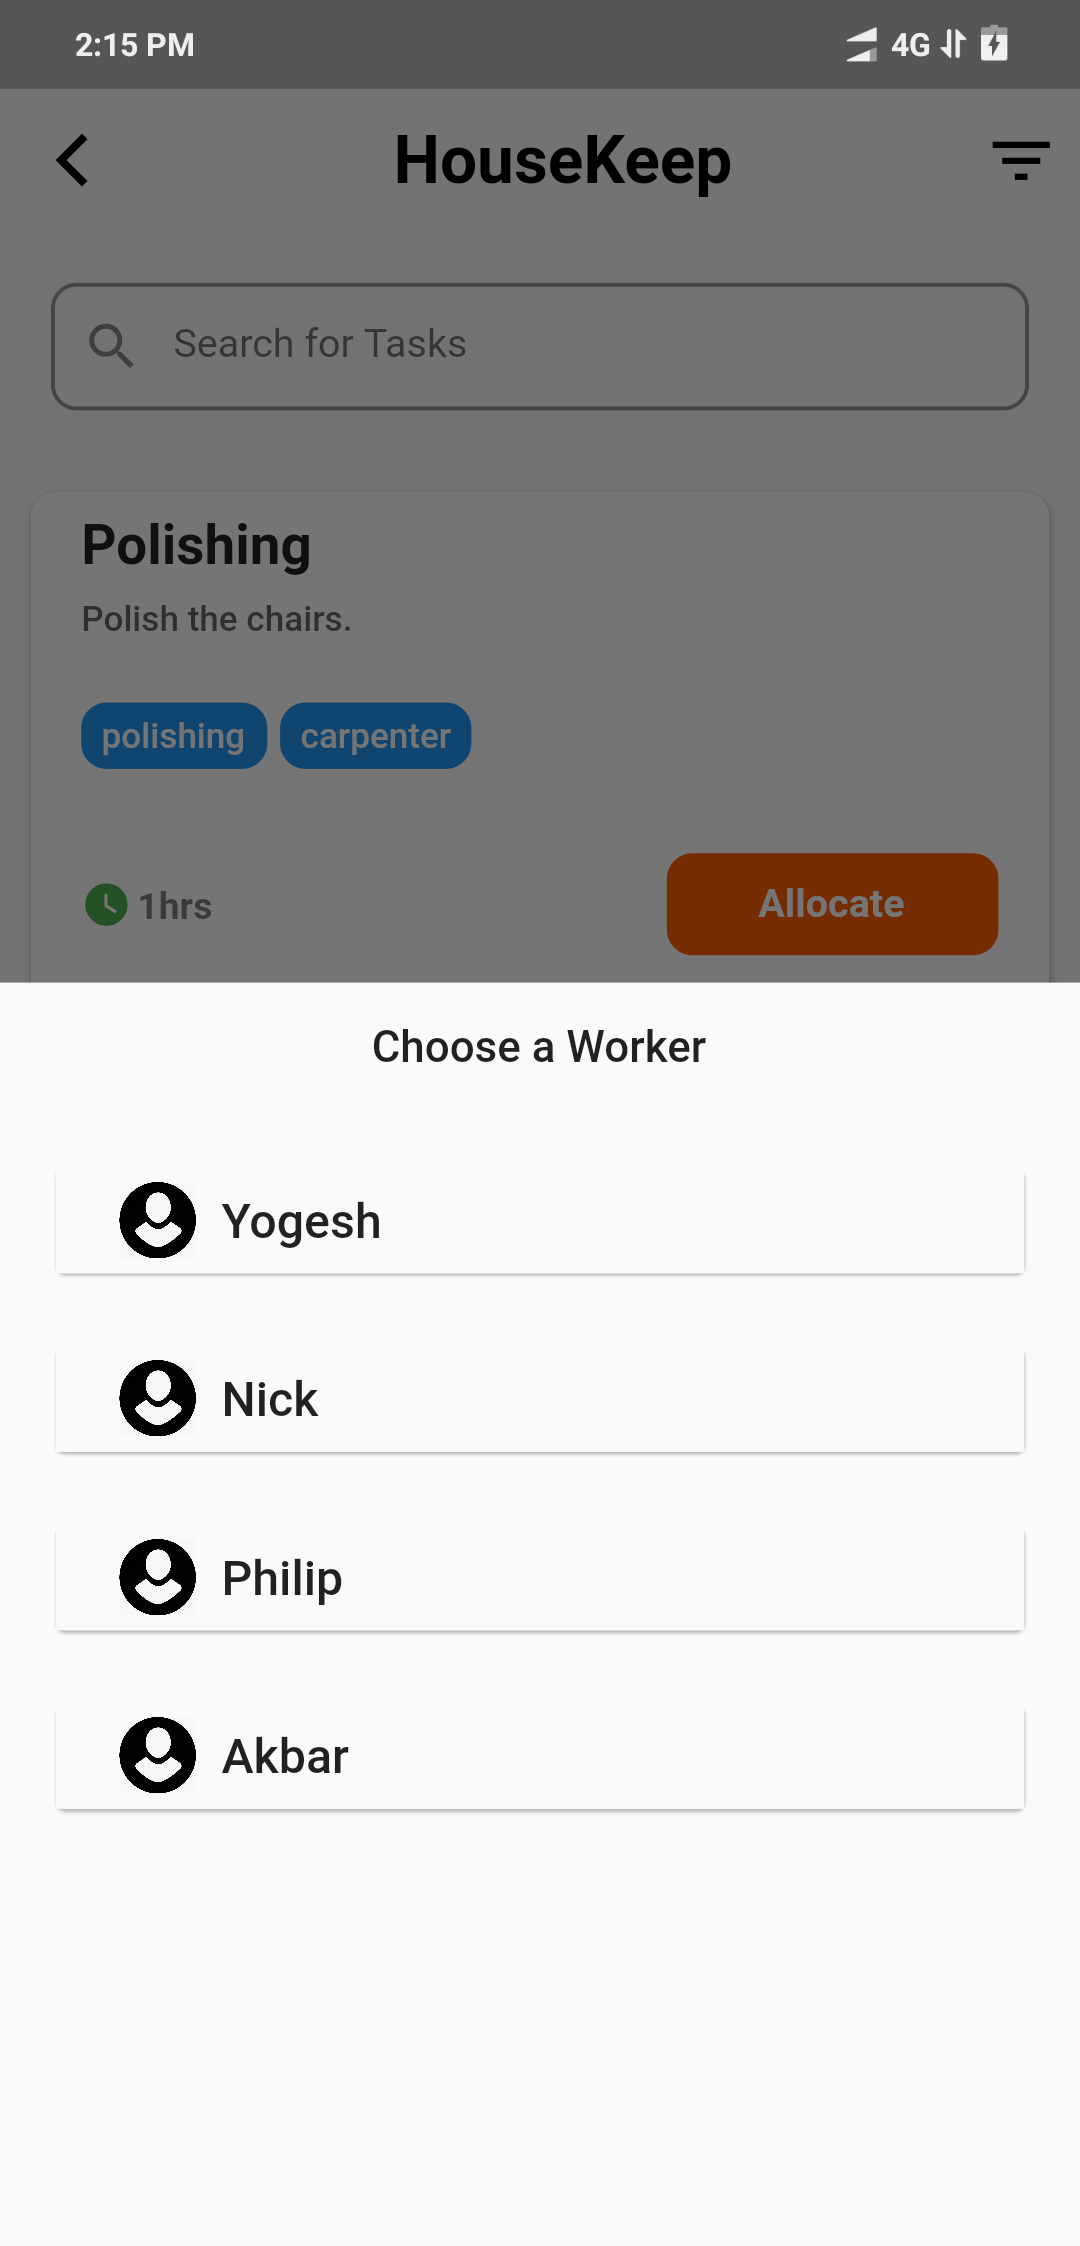 2:15 PM 4G
HouseKeep
Search for Tasks
Polishing
Polish the chairs.
polishing carpenter
1hrs Allocate
Choose a Worker
Yogesh
Nick
Philip
Akbar